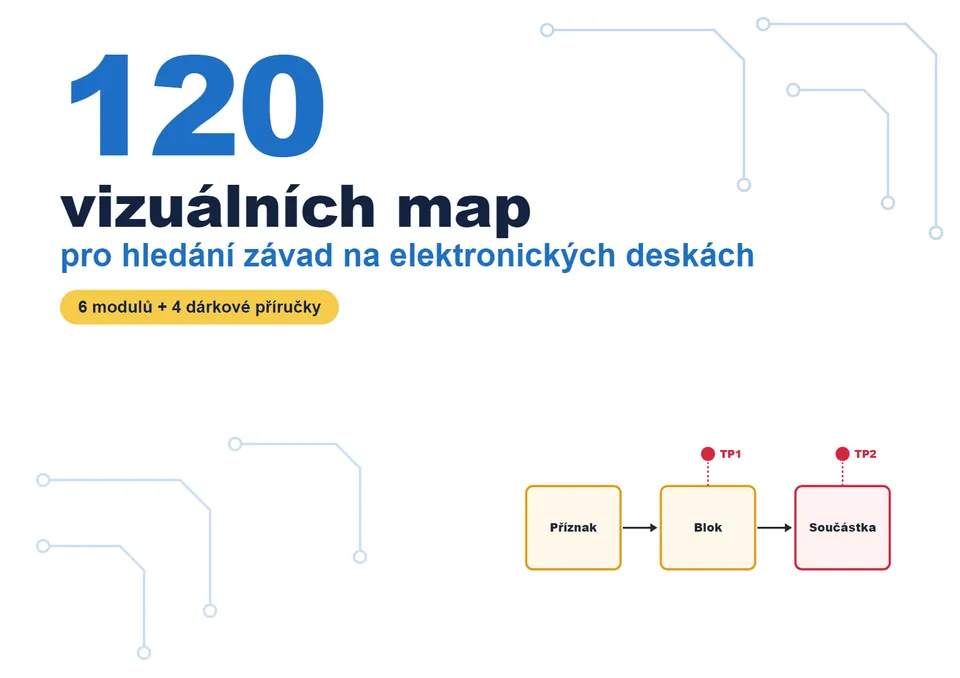 120
vizuálních map
pro hledání závad na elektronických deskách
6 modulů + 4 dárkové příručky
TP1
TP2
Příznak
Blok
Součástka